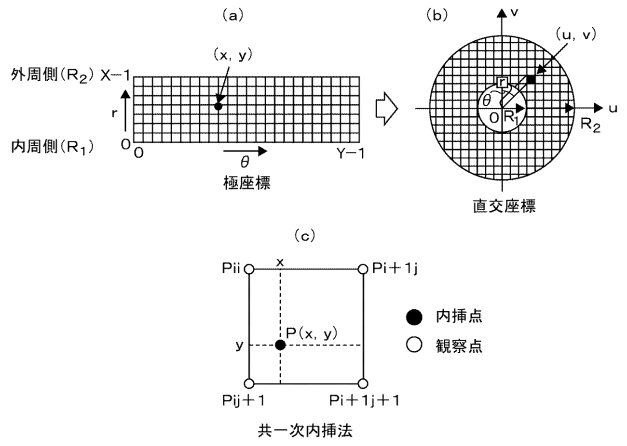 (a)
(x, y)
外周側(R2) X−1
r
内周側(R1) 0
0 θ Y−1
極座標
(b)
v
(u, v)
r
θ
0 R1 u
R2
直交座標
(c)
Pii x Pi+1j
P(x, y)
y
Pij+1 Pi+1j+1
内挿点
観察点
共一次内挿法